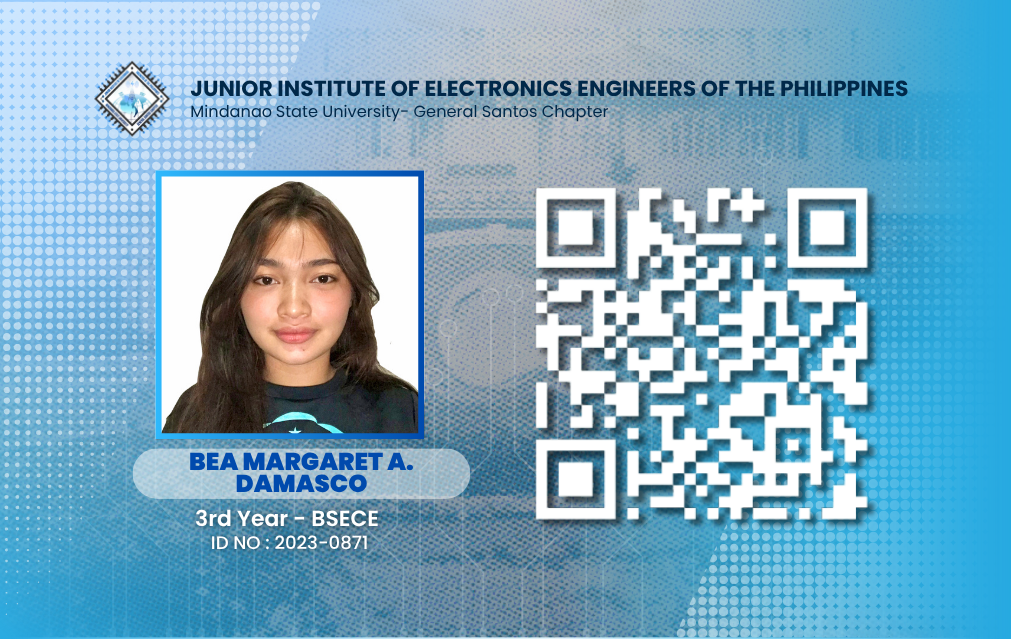 JUNIOR INSTITUTE OF ELECTRONICS ENGINEERS OF THE PHILIPPINES
Mindanao State University- General Santos Chapter
BEA MARGARET A.
DAMASCO
3rd Year - BSECE
ID NO : 2023-0871